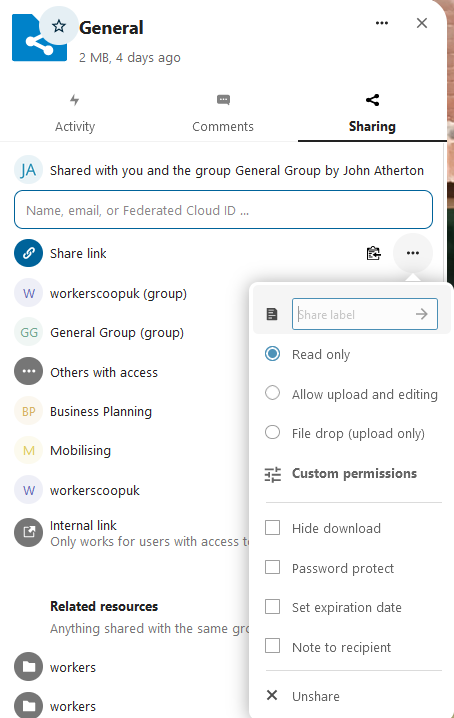 General
2 MB, 4 days ago
Activity
Comments
Sharing
JA Shared with you and the group General Group by John Atherton
Name, email, or Federated Cloud ID ...
Share link
W workerscoopuk (group)
GG General Group (group)
Others with access
BP Business Planning
M Mobilising
W workerscoopuk
Internal link
Only works for users with access
Related resources
Anything shared with the same
workers
workers
Share label
Read only
Allow upload and editing
File drop (upload only)
Custom permissions
Hide download
Password protect
Set expiration date
Note to recipient
Unshare